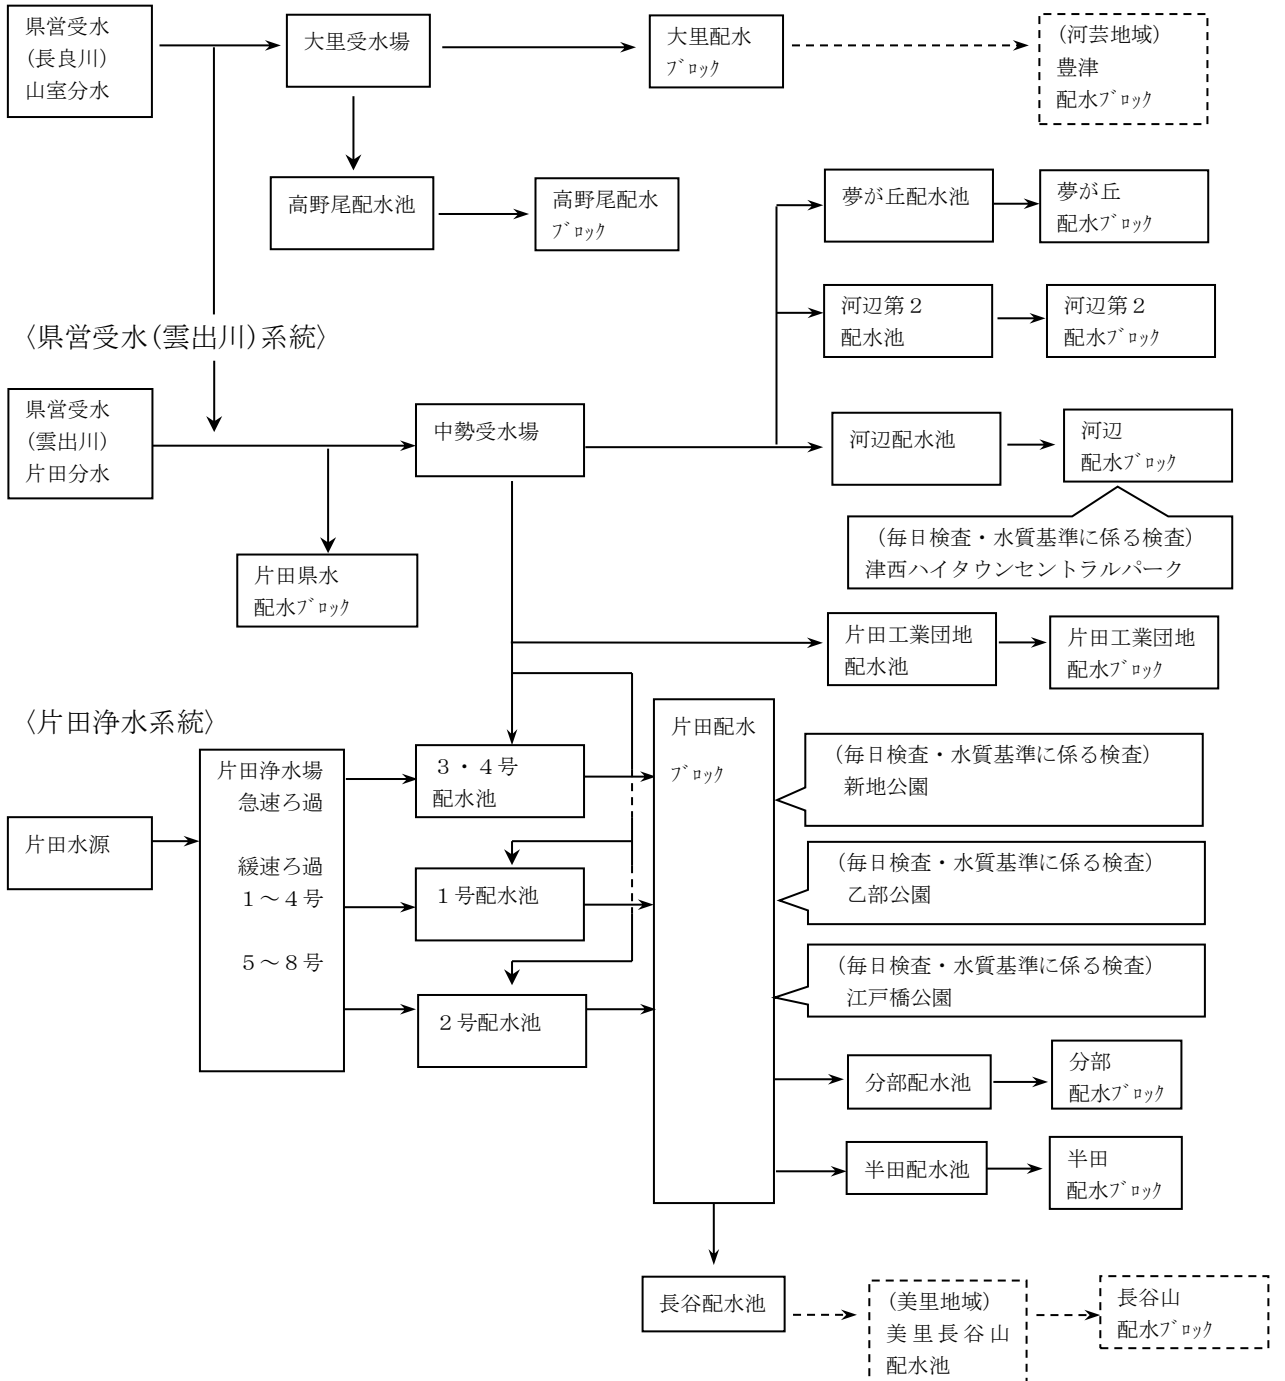 県営受水
(長良川)
山室分水
大里受水場
大里配水
ﾌﾞﾛｯｸ
(河芸地域)
豊津
配水ﾌﾞﾛｯｸ
高野尾配水池
高野尾配水
ﾌﾞﾛｯｸ
夢が丘配水池
夢が丘
配水ﾌﾞﾛｯｸ
河辺第２
配水池
河辺第２
配水ﾌﾞﾛｯｸ
〈県営受水(雲出川)系統〉
県営受水
(雲出川)
片田分水
中勢受水場
河辺配水池
河辺
配水ﾌﾞﾛｯｸ
(毎日検査・水質基準に係る検査)
津西ハイタウンセントラルパーク
片田県水
配水ﾌﾞﾛｯｸ
片田工業団地
配水池
片田工業団地
配水ﾌﾞﾛｯｸ
〈片田浄水系統〉
片田水源
片田浄水場
急速ろ過
緩速ろ過
１～４号
５～８号
３・４号
配水池
１号配水池
２号配水池
片田配水
ﾌﾞﾛｯｸ
(毎日検査・水質基準に係る検査)
新地公園
(毎日検査・水質基準に係る検査)
乙部公園
(毎日検査・水質基準に係る検査)
江戸橋公園
分部配水池
分部
配水ﾌﾞﾛｯｸ
半田配水池
半田
配水ﾌﾞﾛｯｸ
長谷配水池
(美里地域)
美里長谷山
配水池
長谷山
配水ﾌﾞﾛｯｸ